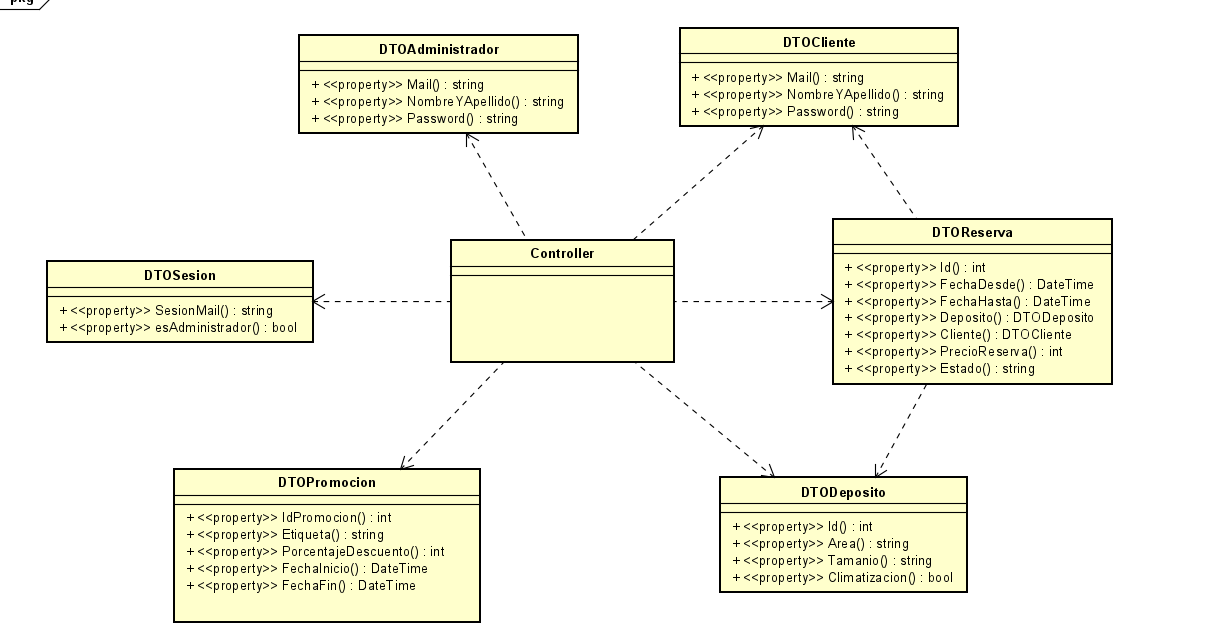 pkg
DTOAdministrador
+ <<property>> Mail() : string
+ <<property>> NombreYApellido() : string
+ <<property>> Password() : string
DTOCliente
+ <<property>> Mail() : string
+ <<property>> NombreYApellido() : string
+ <<property>> Password() : string
DTOSesion
+ <<property>> SesionMail() : string
+ <<property>> esAdministrador() : bool
Controller
DTOReserva
+ <<property>> Id() : int
+ <<property>> FechaDesde() : DateTime
+ <<property>> FechaHasta() : DateTime
+ <<property>> Deposito() : DTODeposito
+ <<property>> Cliente() : DTOCliente
+ <<property>> PrecioReserva() : int
+ <<property>> Estado() : string
DTOPromocion
+ <<property>> IdPromocion() : int
+ <<property>> Etiqueta() : string
+ <<property>> PorcentajeDescuento() : int
+ <<property>> FechaInicio() : DateTime
+ <<property>> FechaFin() : DateTime
DTODeposito
+ <<property>> Id() : int
+ <<property>> Area() : string
+ <<property>> Tamanio() : string
+ <<property>> Climatizacion() : bool